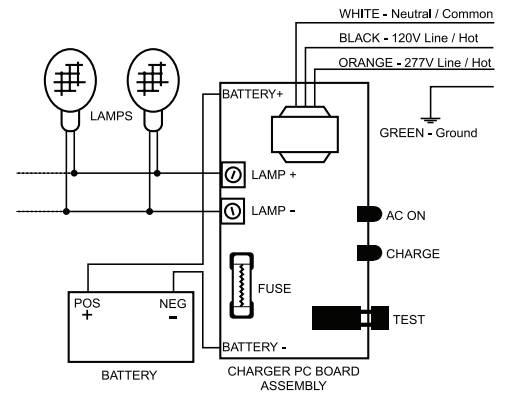 WHITE - Neutral / Common
BLACK - 120V Line / Hot
ORANGE - 277V Line / Hot
GREEN - Ground
LAMPS
BATTERY+
LAMP +
LAMP -
AC ON
CHARGE
FUSE
TEST
POS
+
NEG
-
BATTERY -
BATTERY
CHARGER PC BOARD
ASSEMBLY